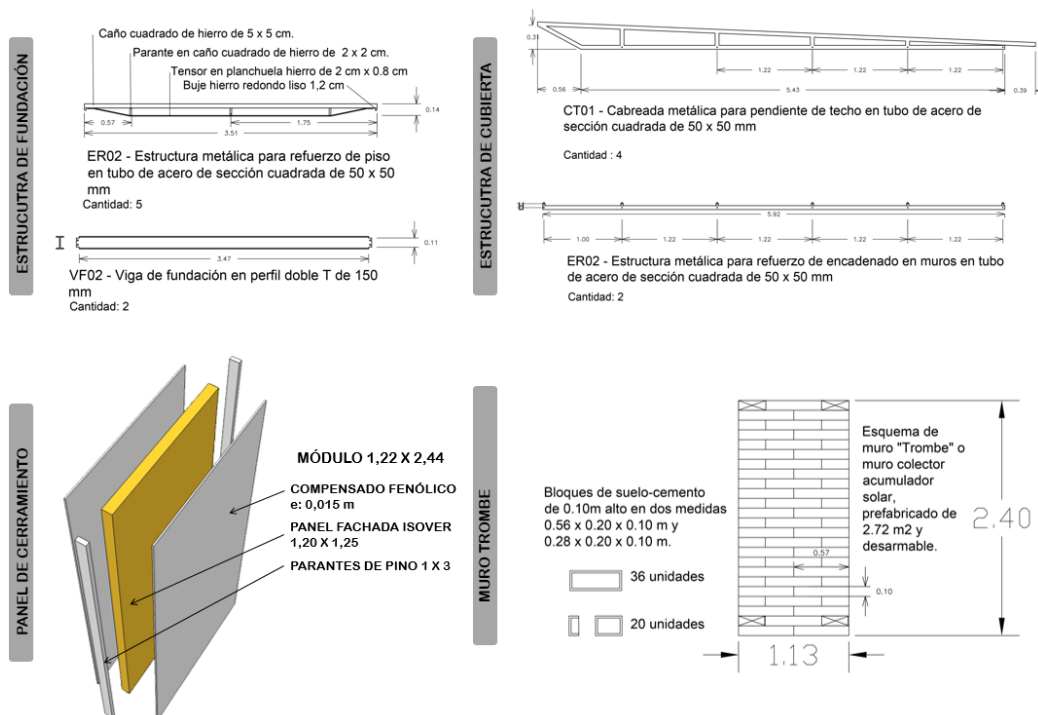 ESTRUCUTRA DE FUNDACIÓN
Caño cuadrado de hierro de 5 x 5 cm.
Parante en caño cuadrado de hierro de 2 x 2 cm.
Tensor en planchuela hierro de 2 cm x 0.8 cm
Buje hierro redondo liso 1,2 cm
0.14
0.57
1.75
3.51
ER02 - Estructura metálica para refuerzo de piso
en tubo de acero de sección cuadrada de 50 x 50
mm
Cantidad: 5
0.11
3.47
VF02 - Viga de fundación en perfil doble T de 150
mm
Cantidad: 2
ESTRUCUTRA DE CUBIERTA
0.31
1.22
1.22
1.22
0.56
5.43
0.39
CT01 - Cabreada metálica para pendiente de techo en tubo de acero de
sección cuadrada de 50 x 50 mm
Cantidad : 4
5.92
1.00
1.22
1.22
1.22
1.22
ER02 - Estructura metálica para refuerzo de encadenado en muros en tubo
de acero de sección cuadrada de 50 x 50 mm
Cantidad: 2
PANEL DE CERRAMIENTO
MÓDULO 1,22 X 2,44
COMPENSADO FENÓLICO
e: 0,015 m
PANEL FACHADA ISOVER
1,20 X 1,25
PARANTES DE PINO 1 X 3
MURO TROMBE
Bloques de suelo-cemento
de 0.10m alto en dos medidas
0.56 x 0.20 x 0.10 m y
0.28 x 0.20 x 0.10 m.
36 unidades
20 unidades
0.57
0.10
1.13
Esquema de
muro "Trombe" o
muro colector
acumulador
solar,
prefabricado de
2.72 m2 y
desarmable.
2.40